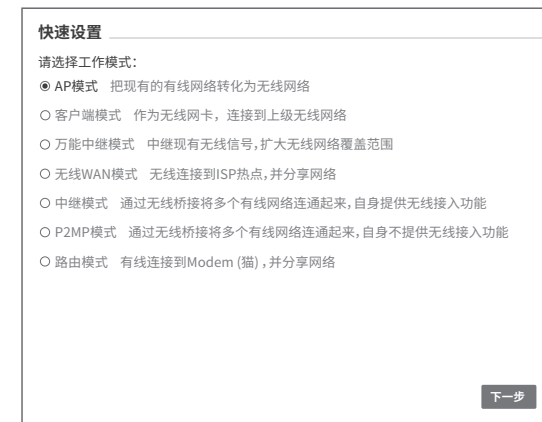 快速设置
请选择工作模式：
AP模式 把现有的有线网络转化为无线网络
客户端模式 作为无线网卡，连接到上级无线网络
万能中继模式 中继现有无线信号,扩大无线网络覆盖范围
无线WAN模式 无线连接到ISP热点,并分享网络
中继模式 通过无线桥接将多个有线网络连通起来,自身提供无线接入功能
P2MP模式 通过无线桥接将多个有线网络连通起来,自身不提供无线接入功能
路由模式 有线连接到Modem (猫) ,并分享网络
下一步